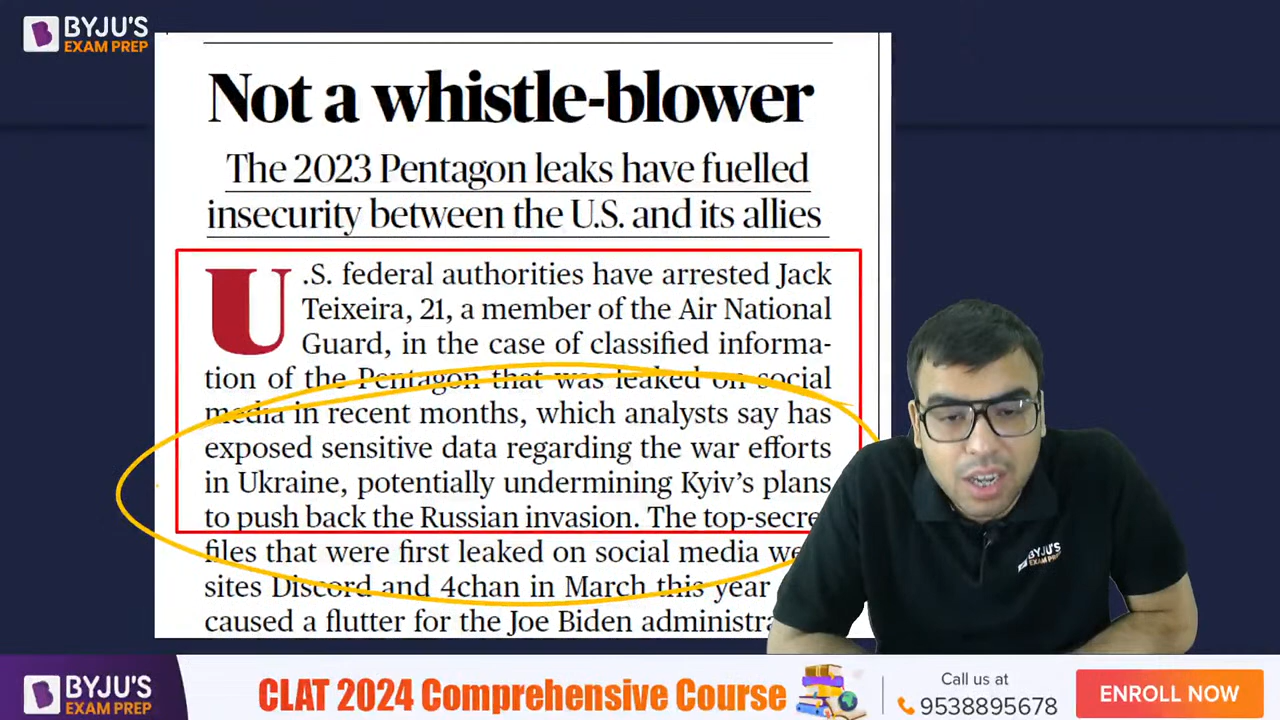 BYJU'S
EXAM PREP
Not a whistle-blower
The 2023 Pentagon leaks have fuelled
insecurity between the U.S. and its allies
U.S. federal authorities have arrested Jack
Teixeira, 21, a member of the Air National
Guard, in the case of classified informa-
tion of the Pentagon that was leaked on social
media in recent months, which analysts say has
exposed sensitive data regarding the war efforts
in Ukraine, potentially undermining Kyiv's plans
to push back the Russian invasion. The top-secre
files that were first leaked on social media we
sites Discord and 4chan in March this year
caused a flutter for the Joe Biden administra
BYJU'S
EXAM PREP
BYJU'S
EXAM PREP
CLAT 2024 Comprehensive Course
Call us at
9538895678
ENROLL NOW